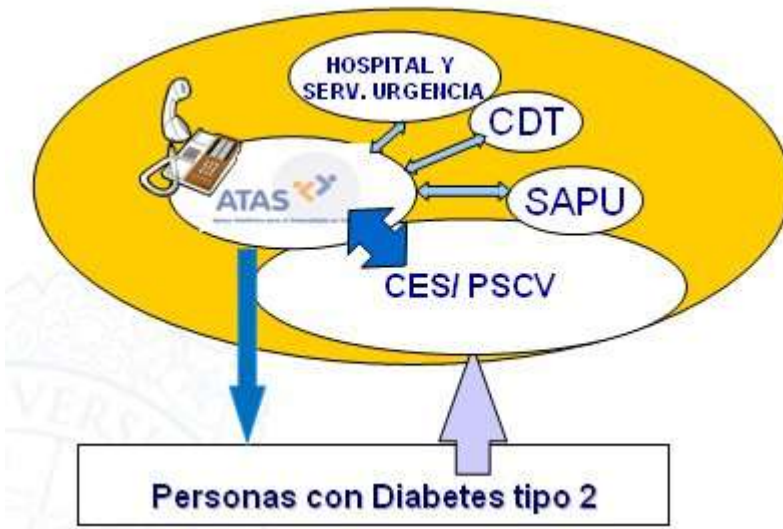 HOSPITAL Y
SERV. URGENCIA
CDT
ATAS
SAPU
CES/ PSCV
Personas con Diabetes tipo 2